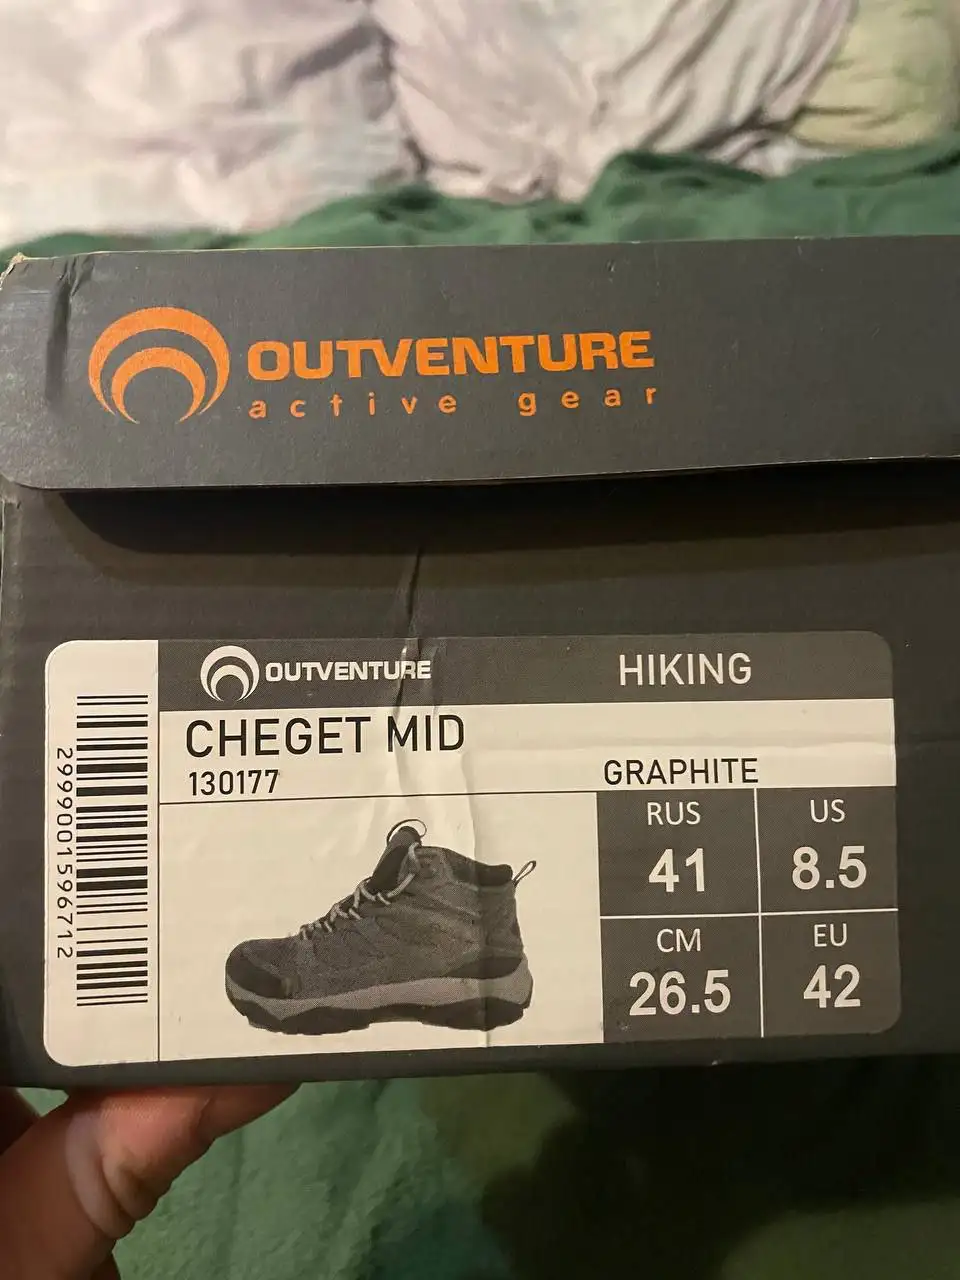 OUTVENTURE
active gear
OUTVENTURE
HIKING
CHEGET MID
130177
GRAPHITE
2999001596712
RUS
41
US
8.5
CM
26.5
EU
42